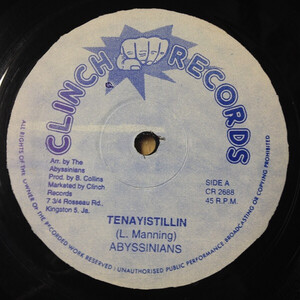 CLINCH RECORDS
Arr. by The
Abyssinians
Prod. by B. Collins
Marketed by Clinch
Records
7.3/4 Rosseau Rd.,
Kingston 5, Ja.
SIDE A
CR 2688
45 R.P.M.
TENAYISTILLIN
(L. Manning)
ABYSSINIANS
ALL RIGHTS OF THE OWNER OF THE RECORDED WORK RESERVED / UNAUTHORISED PUBLIC PERFORMANCE BROADCASTING OR COPYING PROHIBITED